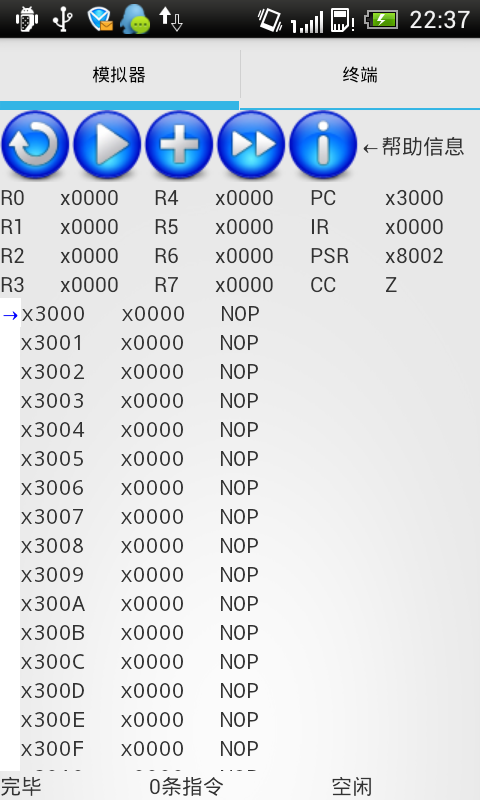 22:37
模拟器 终端
←帮助信息
R0 x0000 R4 x0000 PC x3000
R1 x0000 R5 x0000 IR x0000
R2 x0000 R6 x0000 PSR x8002
R3 x0000 R7 x0000 CC Z
→x3000 x0000 NOP
x3001 x0000 NOP
x3002 x0000 NOP
x3003 x0000 NOP
x3004 x0000 NOP
x3005 x0000 NOP
x3006 x0000 NOP
x3007 x0000 NOP
x3008 x0000 NOP
x3009 x0000 NOP
x300A x0000 NOP
x300B x0000 NOP
x300C x0000 NOP
x300D x0000 NOP
x300E x0000 NOP
x300F x0000 NOP
完毕 0条指令 空闲